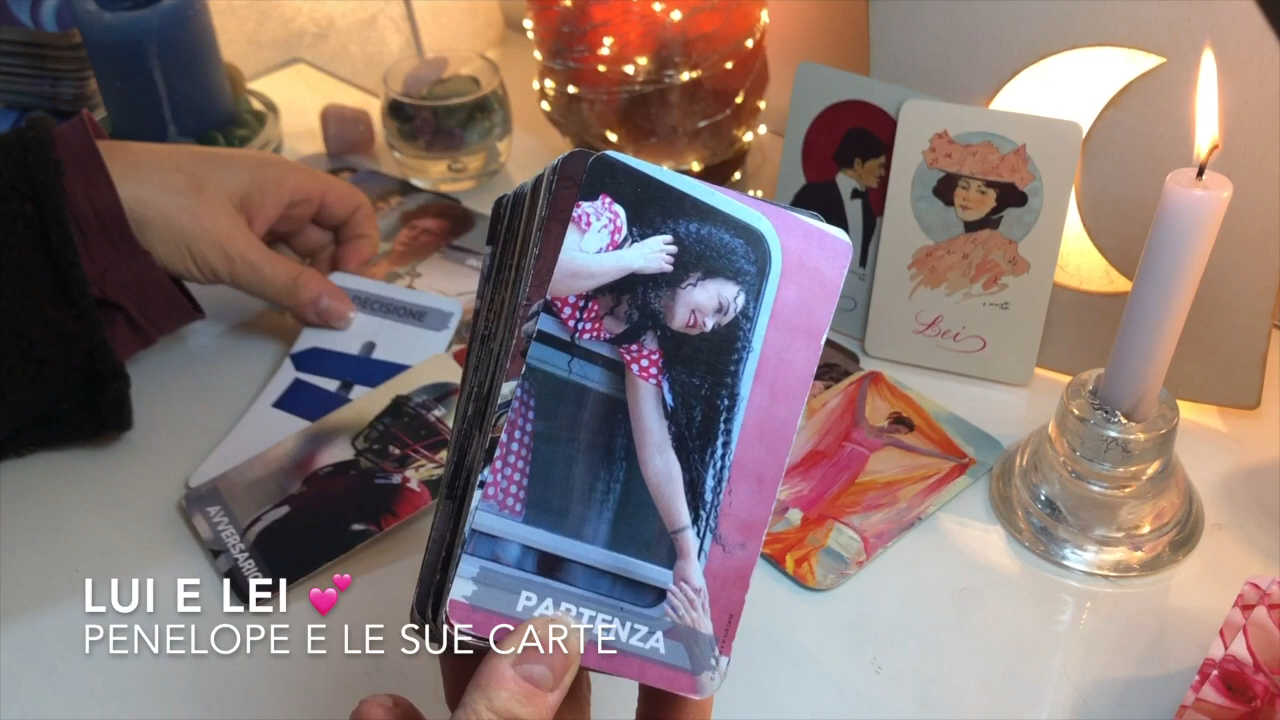 DECISIONE
Lei
AVVERSARIO
PARTENZA
LUI E LEI 💕
PENELOPE E LE SUE CARTE